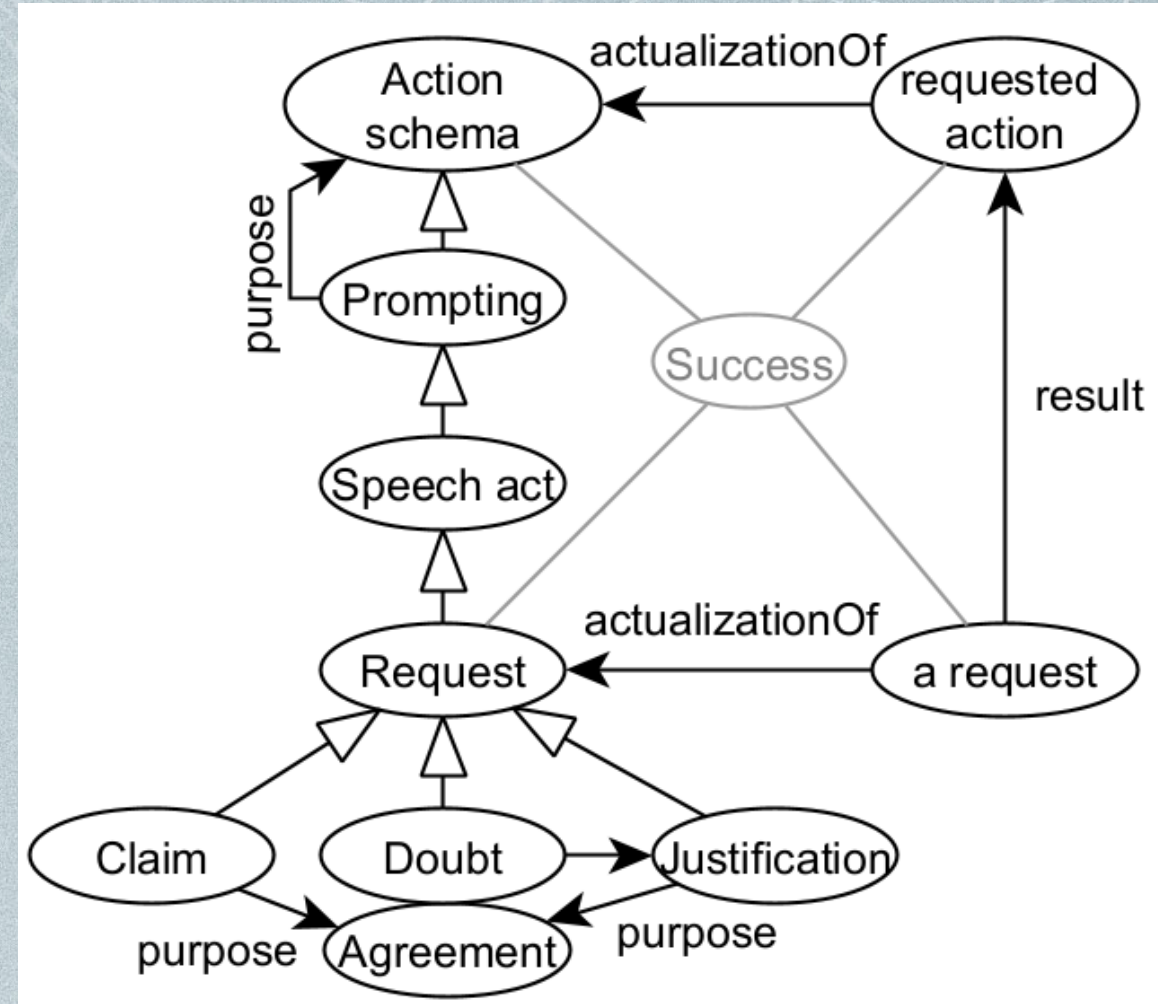 actualizationOf
Action
schema
requested
action
purpose
Prompting
Success
result
Speech act
actualizationOf
Request
a request
Claim
Doubt
Justification
purpose
Agreement
purpose